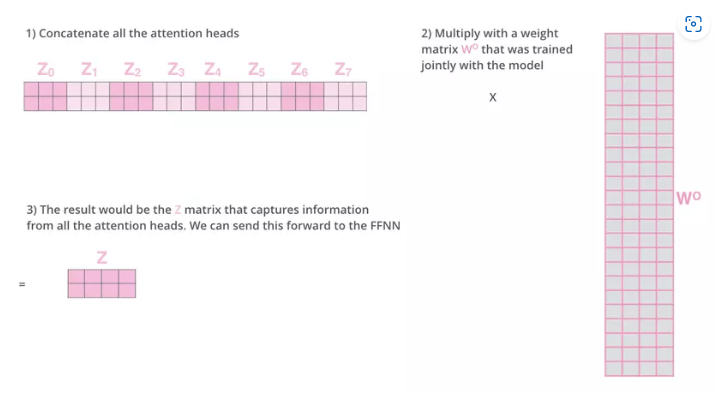 1) Concatenate all the attention heads
Z0 Z1 Z2 Z3 Z4 Z5 Z6 Z7
2) Multiply with a weight
matrix W^O that was trained
jointly with the model
X
W^O
3) The result would be the Z matrix that captures information
from all the attention heads. We can send this forward to the FFNN
Z
=